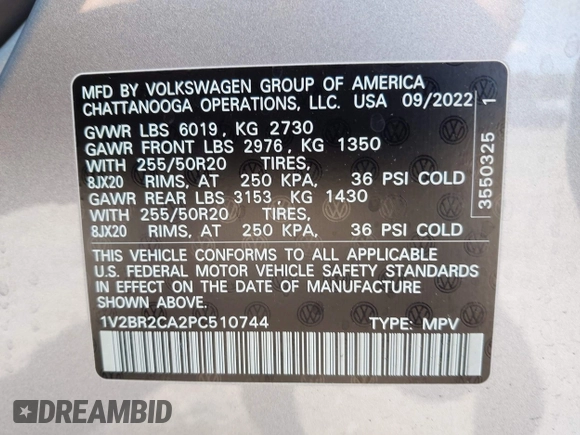 MFD BY VOLKSWAGEN GROUP OF AMERICA
CHATTANOOGA OPERATIONS, LLC. USA 09/2022
GVWR LBS 6019, KG 2730
GAWR FRONT LBS 2976, KG 1350
WITH 255/50R20 TIRES,
8JX20 RIMS, AT 250 KPA, 36 PSI COLD
GAWR REAR LBS 3153, KG 1430
WITH 255/50R20 TIRES,
8JX20 RIMS, AT 250 KPA, 36 PSI COLD
THIS VEHICLE CONFORMS TO ALL APPLICABLE
U.S. FEDERAL MOTOR VEHICLE SAFETY STANDARDS
IN EFFECT ON THE DATE OF MANUFACTURE
INDICATED ABOVE
1V2BR2CA2PC510744 TYPE: MPV
3550325 1
DREAMBID